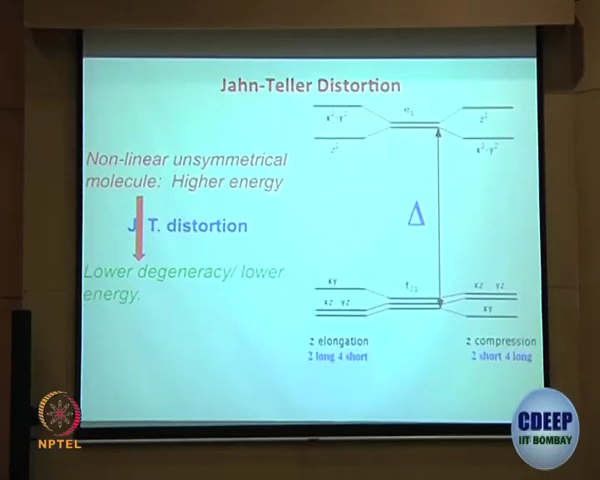 Jahn-Teller Distortion
Non-linear unsymmetrical
molecule: Higher energy
J. T. distortion
Lower degeneracy/ lower
energy.
x²-y²
z²
e_g
z²
x²-y²
Δ
xy
xz yz
t₂g
xz yz
xy
z elongation
2 long 4 short
z compression
2 short 4 long
NPTEL
CDEEP
IIT BOMBAY